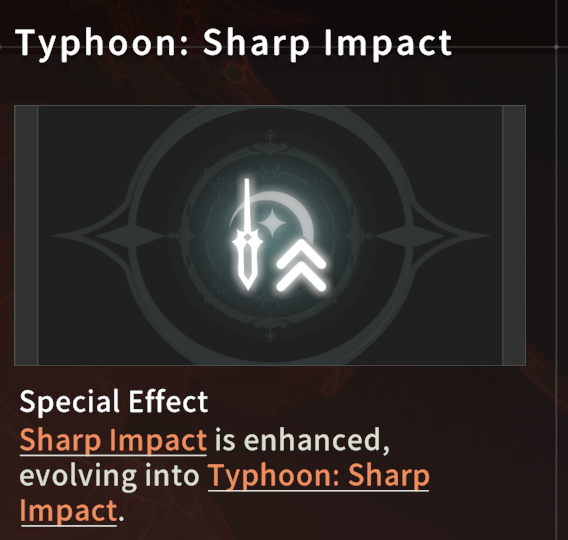 Typhoon: Sharp Impact
Special Effect
Sharp Impact is enhanced,
evolving into Typhoon: Sharp
Impact.